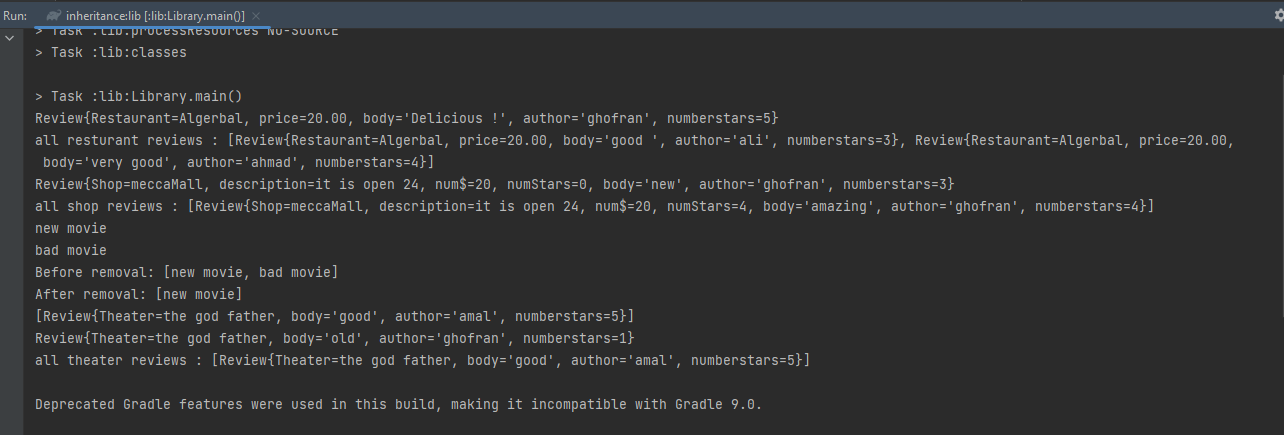 Run: inheritance:lib [:lib:Library.main()] ×
> Task :lib:processResources NO-SOURCE
> Task :lib:classes
> Task :lib:Library.main()
Review{Restaurant=Algerbal, price=20.00, body='Delicious !', author='ghofran', numberstars=5}
all resturant reviews : [Review{Restaurant=Algerbal, price=20.00, body='good ', author='ali', numberstars=3}, Review{Restaurant=Algerbal, price=20.00,
body='very good', author='ahmad', numberstars=4}]
Review{Shop=meccaMall, description=it is open 24, num$=20, numStars=0, body='new', author='ghofran', numberstars=3}
all shop reviews : [Review{Shop=meccaMall, description=it is open 24, num$=20, numStars=4, body='amazing', author='ghofran', numberstars=4}]
new movie
bad movie
Before removal: [new movie, bad movie]
After removal: [new movie]
[Review{Theater=the god father, body='good', author='amal', numberstars=5}]
Review{Theater=the god father, body='old', author='ghofran', numberstars=1}
all theater reviews : [Review{Theater=the god father, body='good', author='amal', numberstars=5}]
Deprecated Gradle features were used in this build, making it incompatible with Gradle 9.0.